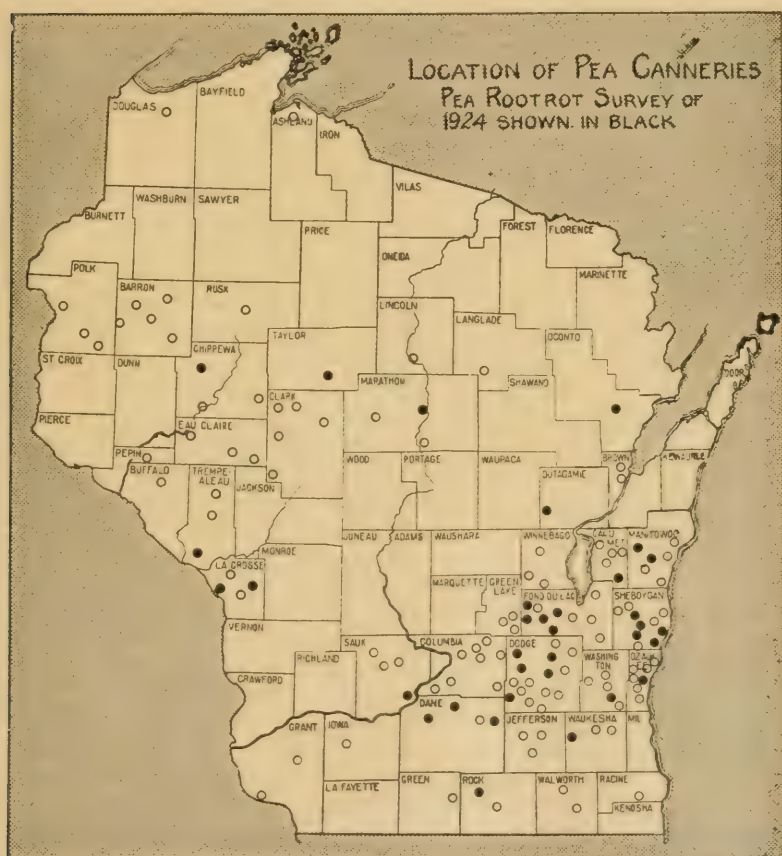 LOCATION OF PEA CANNERIES
PEA ROOTROT SURVEY OF
1924 SHOWN IN BLACK
DOUGLAS
BAYFIELD
ASHLAND
IRON
VILAS
BURNETT
WASHBURN
SAWYER
PRICE
ONEIDA
FOREST
FLORENCE
MARINETTE
POLK
BARRON
RUSK
LINCOLN
LANGLADE
OCONTO
TAYLOR
CHIPPEWA
ST CROIX
DUNN
MARATHON
SHAWANO
DOOR
CLARK
PIERCE
EAU CLAIRE
PEPIN
BUFFALO
TREMPE-
ALEAU
JACKSON
WOOD
PORTAGE
WAUPACA
OUTAGAMIE
BROWN
KEWAUNEE
MONROE
JUNEAU
ADAMS
WAUSHARA
WINNEBAGO
CALU
MET
MANITOWOC
LA CROSSE
MARQUETTE
GREEN
LAKE
FOND DU LAC
SHEBOYGAN
VERNON
RICHLAND
SAUK
COLUMBIA
DODGE
WASHING
TON
OZAUK
EE
CRAWFORD
DANE
JEFFERSON
WAUKESHA
MIL
GRANT
IOWA
LA FAYETTE
GREEN
ROCK
WALWORTH
RACINE
KENOSHA